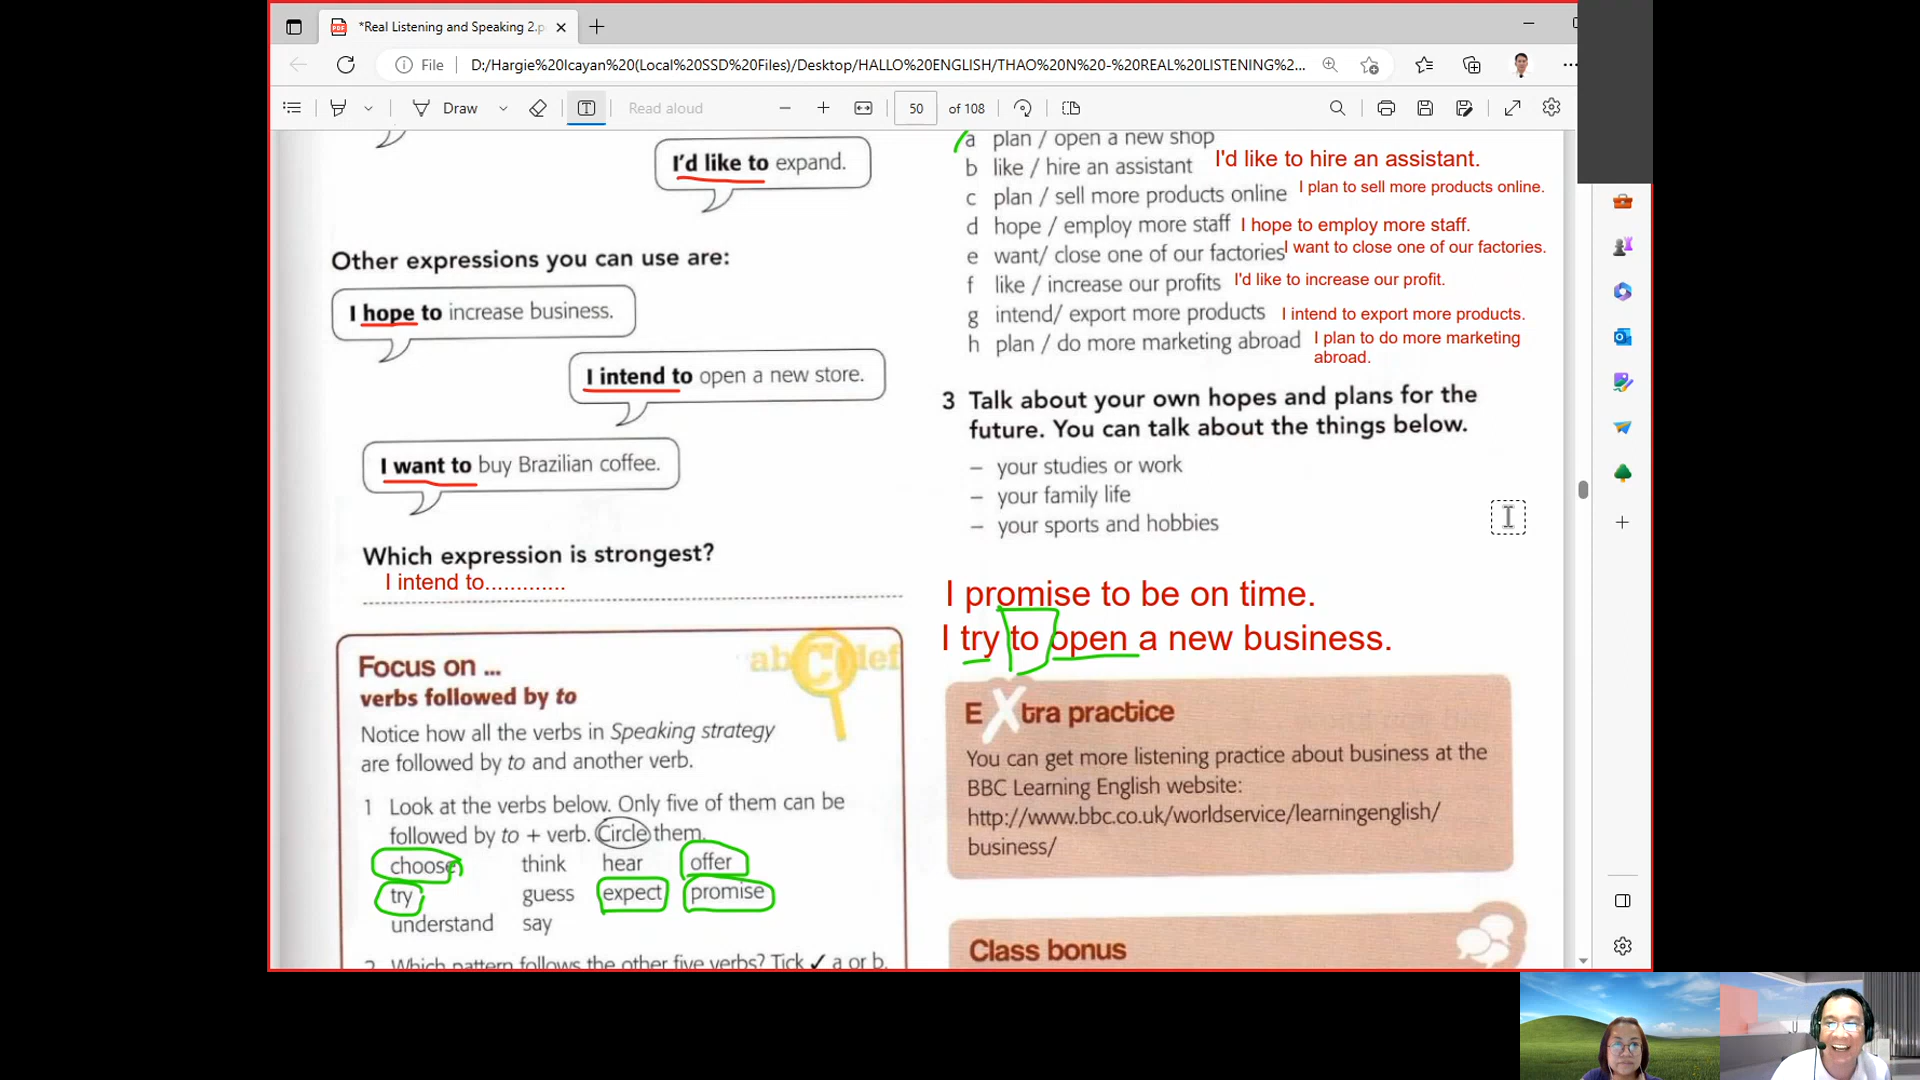 *Real Listening and Speaking 2.p
File
D:/Hargie%20Icayan%20(Local%20SSD%20Files)/Desktop/HALLO%20ENGLISH/THAO%20N%20-%20REAL%20LISTENING%2...
Draw
Read aloud
50 of 108
I'd like to expand.
Other expressions you can use are:
I hope to increase business.
I intend to open a new store.
I want to buy Brazilian coffee.
Which expression is strongest?
I intend to.............
Focus on ...
abCdef
verbs followed by to
Notice how all the verbs in Speaking strategy
are followed by to and another verb.
1 Look at the verbs below. Only five of them can be
followed by to + verb. Circle them.
choose think hear offer
try guess expect promise
understand say
2 Which pattern follows the other five verbs? Tick ✓ a or b.
a plan / open a new shop
b like / hire an assistant I'd like to hire an assistant.
c plan / sell more products online I plan to sell more products online.
d hope / employ more staff I hope to employ more staff.
e want/ close one of our factories I want to close one of our factories.
f like / increase our profits I'd like to increase our profit.
g intend/ export more products I intend to export more products.
h plan / do more marketing abroad I plan to do more marketing
abroad.
3 Talk about your own hopes and plans for the
future. You can talk about the things below.
– your studies or work
– your family life
– your sports and hobbies
I promise to be on time.
I try to open a new business.
EXtra practice
You can get more listening practice about business at the
BBC Learning English website:
http://www.bbc.co.uk/worldservice/learningenglish/
business/
Class bonus